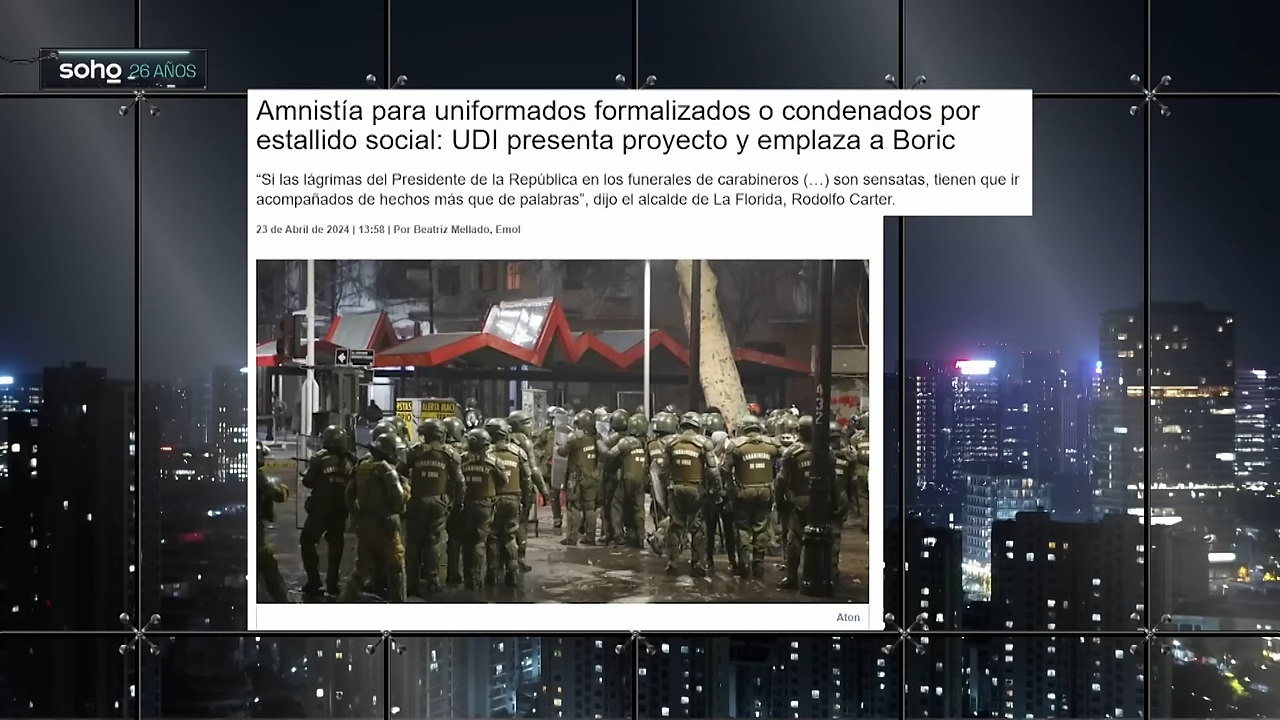 soho 26 AÑOS
Amnistía para uniformados formalizados o condenados por
estallido social: UDI presenta proyecto y emplaza a Boric
“Si las lágrimas del Presidente de la República en los funerales de carabineros (…) son sensatas, tienen que ir
acompañados de hechos más que de palabras”, dijo el alcalde de La Florida, Rodolfo Carter.
23 de Abril de 2024 | 13:58 | Por Beatriz Mellado, Emol
CARABINEROS
DE CHILE
Aton